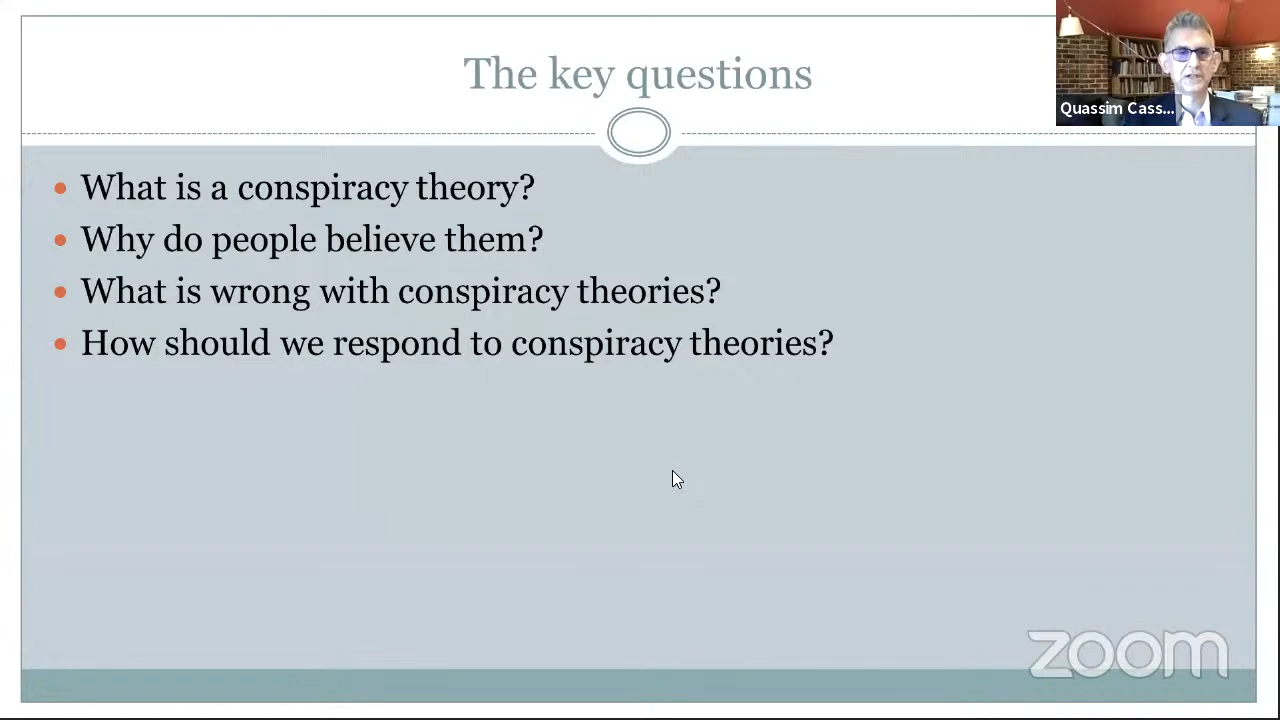 The key questions
Quassim Cass...
What is a conspiracy theory?
Why do people believe them?
What is wrong with conspiracy theories?
How should we respond to conspiracy theories?
zoom